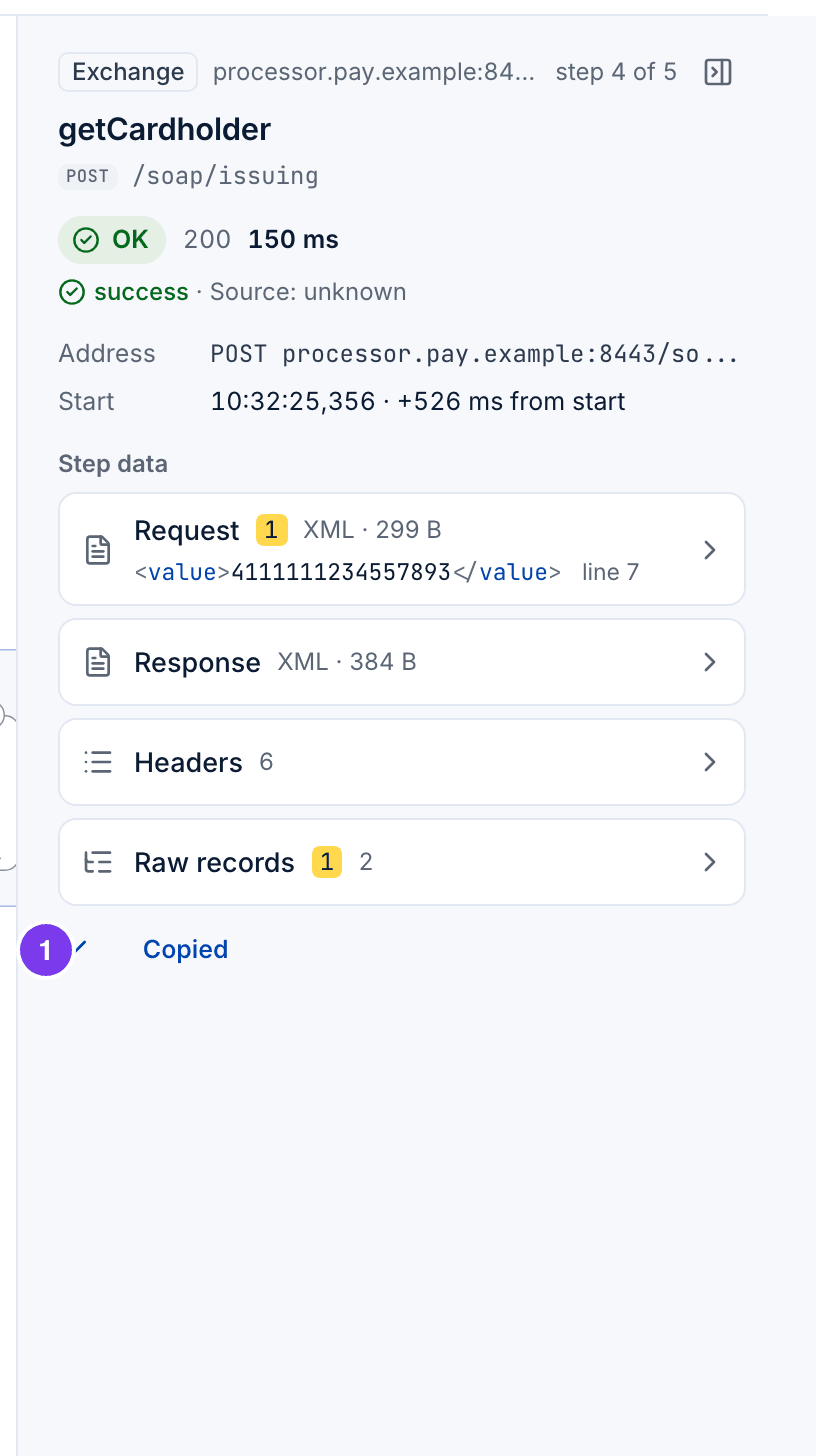 Exchange processor.pay.example:84... step 4 of 5
getCardholder
POST /soap/issuing
OK 200 150 ms
success · Source: unknown
Address POST processor.pay.example:8443/so...
Start 10:32:25,356 · +526 ms from start
Step data
Request 1 XML · 299 B
<value>4111111234557893</value> line 7
Response XML · 384 B
Headers 6
Raw records 1 2
1 Copied